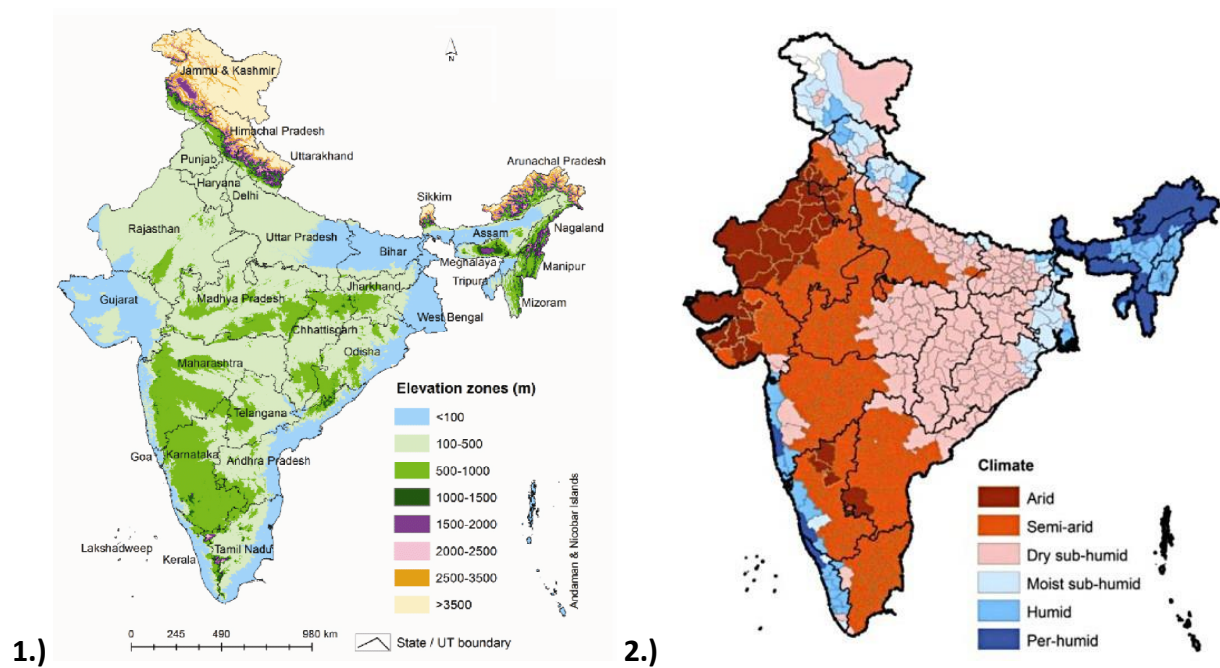 Jammu & Kashmir
Himachal Pradesh
Uttarakhand
Punjab
Haryana
Delhi
Arunachal Pradesh
Sikkim
Rajasthan
Uttar Pradesh
Assam
Nagaland
Bihar
Meghalaya
Manipur
Tripura
Gujarat
Madhya Pradesh
Jharkhand
Mizoram
West Bengal
Chhattisgarh
Odisha
Maharashtra
Telangana
Goa
Karnataka
Andhra Pradesh
Lakshadweep
Kerala
Tamil Nadu
Andaman & Nicobar Islands
Elevation zones (m)
<100
100-500
500-1000
1000-1500
1500-2000
2000-2500
2500-3500
>3500
0 245 490 980 km
State / UT boundary
1.)
Climate
Arid
Semi-arid
Dry sub-humid
Moist sub-humid
Humid
Per-humid
2.)